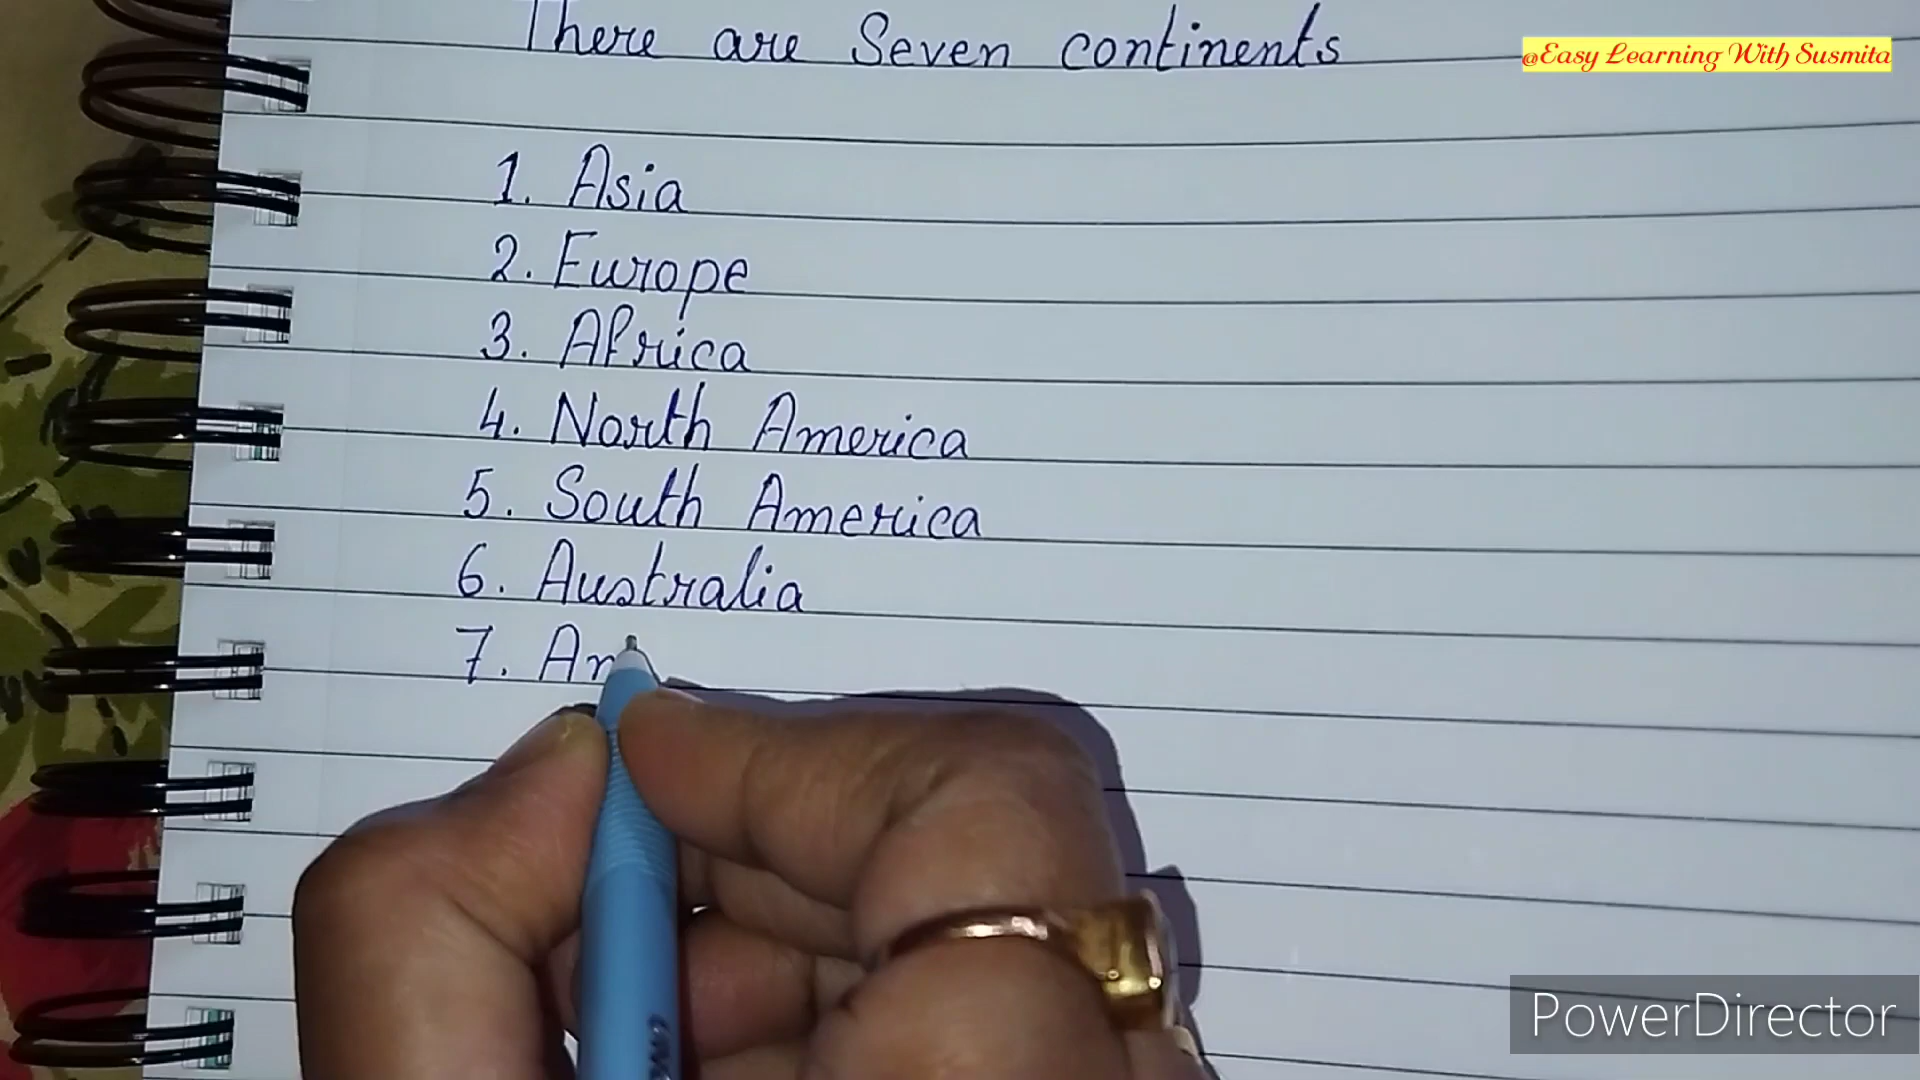 There are Seven continents
@Easy Learning With Susmita
1. Asia
2. Europe
3. Africa
4. North America
5. South America
6. Australia
7. An
PowerDirector